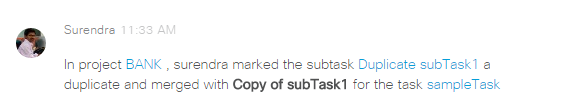 Surendra 11:33 AM
In project BANK , surendra marked the subtask Duplicate subTask1 a
duplicate and merged with Copy of subTask1 for the task sampleTask